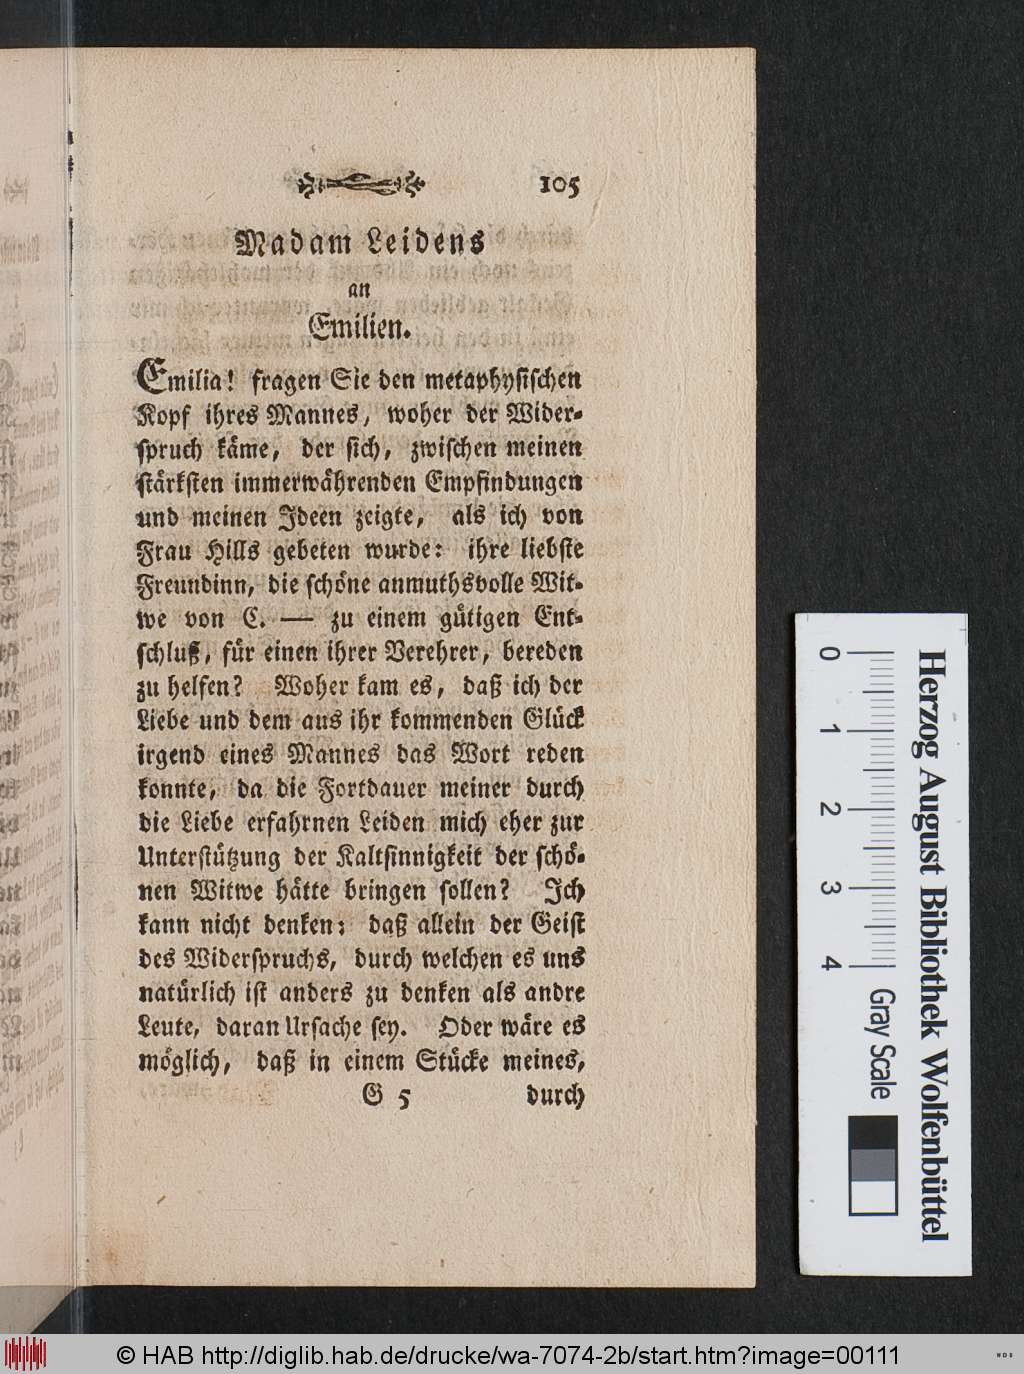 105
Madam Leidens
an
Emilien.
Emilia! fragen Sie den metaphysischen
Kopf ihres Mannes, woher der Wider-
spruch käme, der sich, zwischen meinen
stärksten immerwährenden Empfindungen
und meinen Ideen zeigte, als ich von
Frau Hills gebeten wurde: ihre liebste
Freundinn, die schöne anmuthsvolle Wit-
we von C. — zu einem gütigen Ent-
schluß, für einen ihrer Verehrer, bereden
zu helfen? Woher kam es, daß ich der
Liebe und dem aus ihr kommenden Glück
irgend eines Mannes das Wort reden
konnte, da die Fortdauer meiner durch
die Liebe erfahrnen Leiden mich eher zur
Unterstützung der Kaltsinnigkeit der schö-
nen Witwe hätte bringen sollen? Ich
kann nicht denken: daß allein der Geist
des Widerspruchs, durch welchen es uns
natürlich ist anders zu denken als andre
Leute, daran Ursache sey. Oder wäre es
möglich, daß in einem Stücke meines,
G 5 durch
Herzog August Bibliothek Wolfenbüttel
0 1 2 3 4 Gray Scale
© HAB http://diglib.hab.de/drucke/wa-7074-2b/start.htm?image=00111